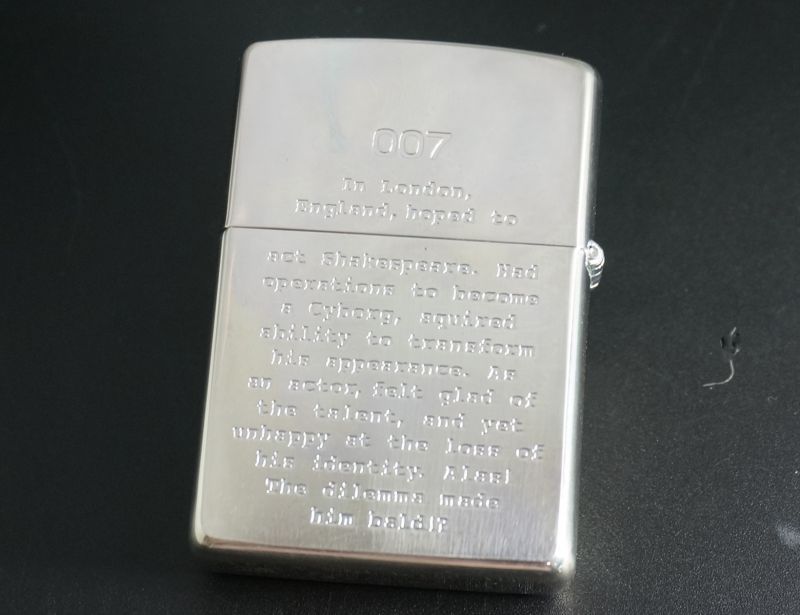 007
In London,
England, hoped to
act Shakespeare. Had
operations to become
a Cyborg, aquired
ability to transform
his appearance. As
an actor, felt glad of
the talent, and yet
unhappy at the loss of
his identity. Alas!
The dilemma made
him bald!?